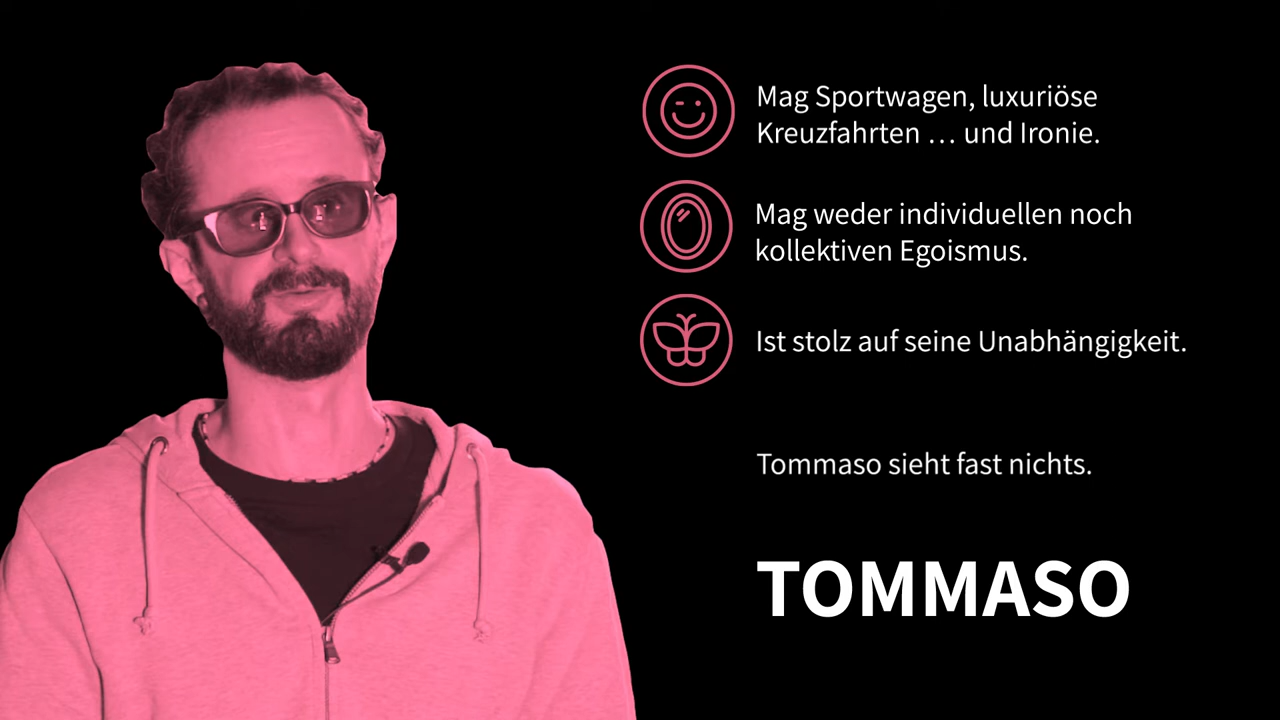 Mag Sportwagen, luxuriöse
Kreuzfahrten … und Ironie.
Mag weder individuellen noch
kollektiven Egoismus.
Ist stolz auf seine Unabhängigkeit.
Tommaso sieht fast nichts.
TOMMASO